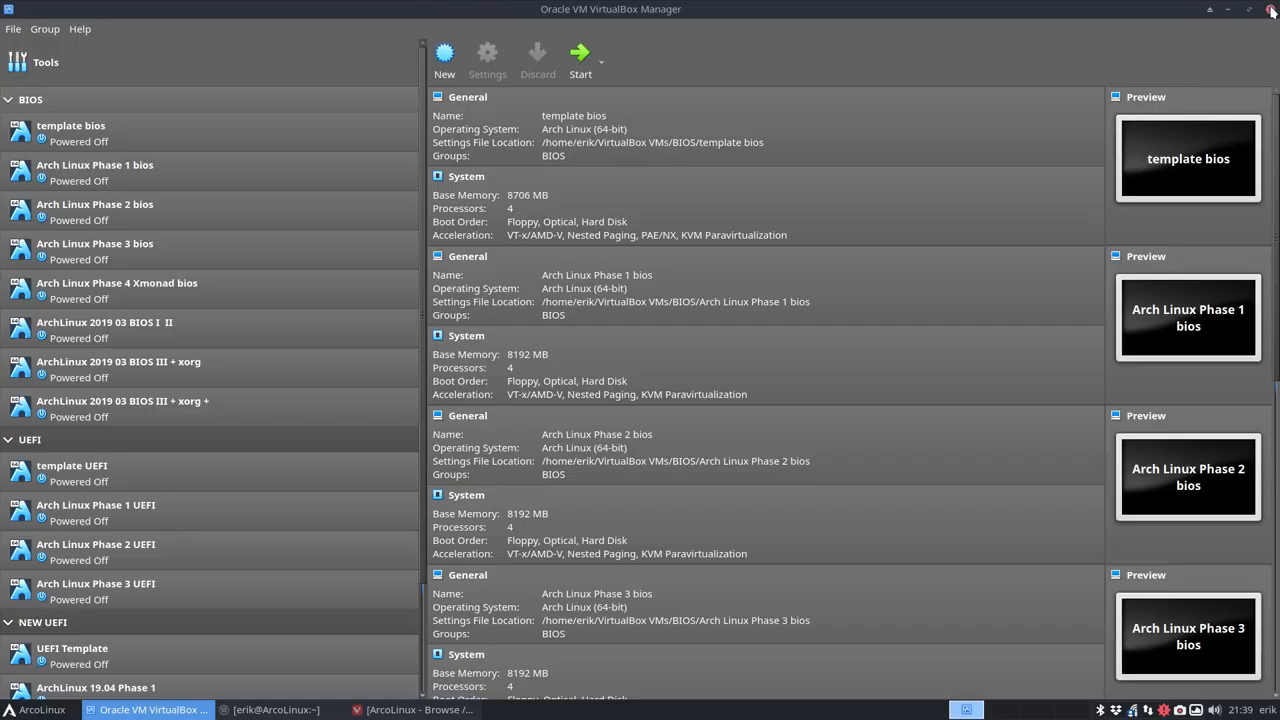 Oracle VM VirtualBox Manager
File Group Help
Tools
New Settings Discard Start
BIOS
template bios
Powered Off
Arch Linux Phase 1 bios
Powered Off
Arch Linux Phase 2 bios
Powered Off
Arch Linux Phase 3 bios
Powered Off
Arch Linux Phase 4 Xmonad bios
Powered Off
ArchLinux 2019 03 BIOS I II
Powered Off
ArchLinux 2019 03 BIOS III + xorg
Powered Off
ArchLinux 2019 03 BIOS III + xorg +
Powered Off
UEFI
template UEFI
Powered Off
Arch Linux Phase 1 UEFI
Powered Off
Arch Linux Phase 2 UEFI
Powered Off
Arch Linux Phase 3 UEFI
Powered Off
NEW UEFI
UEFI Template
Powered Off
ArchLinux 19.04 Phase 1
General
Name: template bios
Operating System: Arch Linux (64-bit)
Settings File Location: /home/erik/VirtualBox VMs/BIOS/template bios
Groups: BIOS
System
Base Memory: 8706 MB
Processors: 4
Boot Order: Floppy, Optical, Hard Disk
Acceleration: VT-x/AMD-V, Nested Paging, PAE/NX, KVM Paravirtualization
Preview
template bios
General
Name: Arch Linux Phase 1 bios
Operating System: Arch Linux (64-bit)
Settings File Location: /home/erik/VirtualBox VMs/BIOS/Arch Linux Phase 1 bios
Groups: BIOS
System
Base Memory: 8192 MB
Processors: 4
Boot Order: Floppy, Optical, Hard Disk
Acceleration: VT-x/AMD-V, Nested Paging, KVM Paravirtualization
Preview
Arch Linux Phase 1
bios
General
Name: Arch Linux Phase 2 bios
Operating System: Arch Linux (64-bit)
Settings File Location: /home/erik/VirtualBox VMs/BIOS/Arch Linux Phase 2 bios
Groups: BIOS
System
Base Memory: 8192 MB
Processors: 4
Boot Order: Floppy, Optical, Hard Disk
Acceleration: VT-x/AMD-V, Nested Paging, KVM Paravirtualization
Preview
Arch Linux Phase 2
bios
General
Name: Arch Linux Phase 3 bios
Operating System: Arch Linux (64-bit)
Settings File Location: /home/erik/VirtualBox VMs/BIOS/Arch Linux Phase 3 bios
Groups: BIOS
System
Base Memory: 8192 MB
Processors: 4
Preview
Arch Linux Phase 3
bios
ArcoLinux Oracle VM VirtualBox ... [erik@ArcoLinux:~] [ArcoLinux - Browse /... 21:39 erik